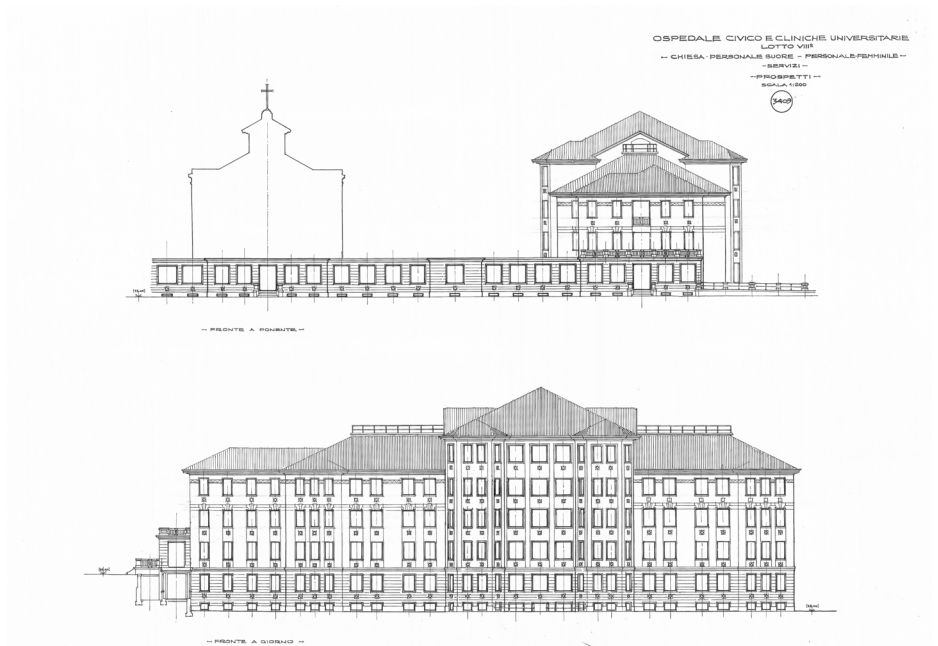 OSPEDALE CIVICO E CLINICHE UNIVERSITARIE
LOTTO VIII°
— CHIESA - PERSONALE SUORE — PERSONALE FEMMINILE —
— SERVIZI —
— PROSPETTI —
SCALA 1:200
3409
— FRONTE A PONENTE —
— FRONTE A GIORNO —